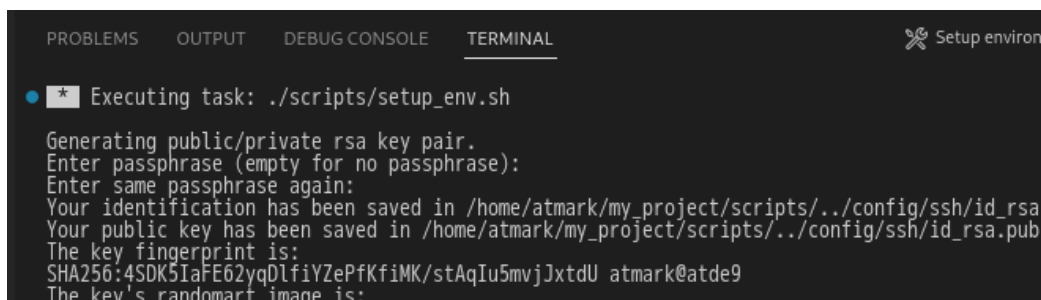 PROBLEMS OUTPUT DEBUG CONSOLE TERMINAL Setup environ
* Executing task: ./scripts/setup_env.sh
Generating public/private rsa key pair.
Enter passphrase (empty for no passphrase):
Enter same passphrase again:
Your identification has been saved in /home/atmark/my_project/scripts/../config/ssh/id_rsa
Your public key has been saved in /home/atmark/my_project/scripts/../config/ssh/id_rsa.pub
The key fingerprint is:
SHA256:4SDK5IaFE62yqDlfiYZePfKfiMK/stAqIu5mvjJxtdU atmark@atde9
The key's randomart image is: